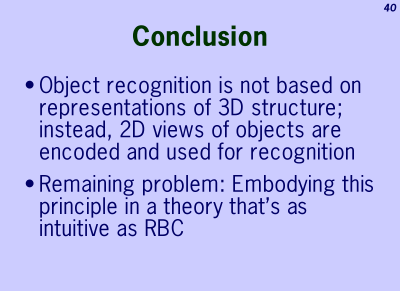 40
Conclusion
• Object recognition is not based on
representations of 3D structure;
instead, 2D views of objects are
encoded and used for recognition
• Remaining problem: Embodying this
principle in a theory that's as
intuitive as RBC